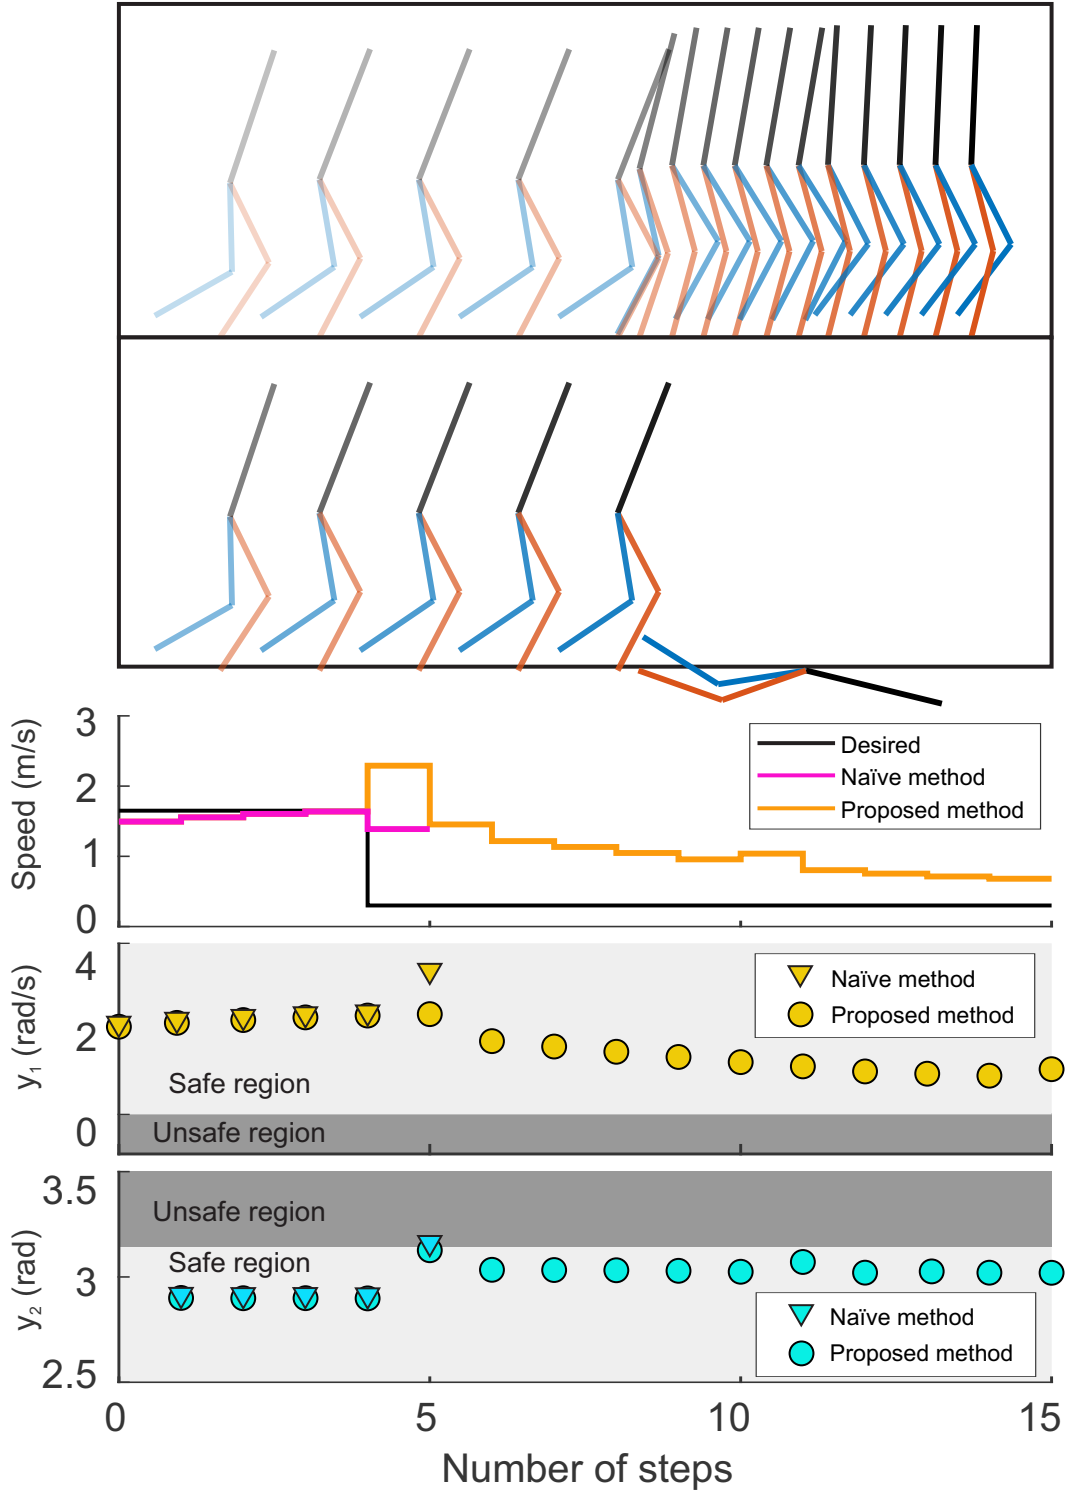 3
2
1
0
Speed (m/s)
Desired
Naïve method
Proposed method
4
2
0
y₁ (rad/s)
Naïve method
Proposed method
Safe region
Unsafe region
3.5
3
2.5
y₂ (rad)
Unsafe region
Safe region
Naïve method
Proposed method
0 5 10 15
Number of steps